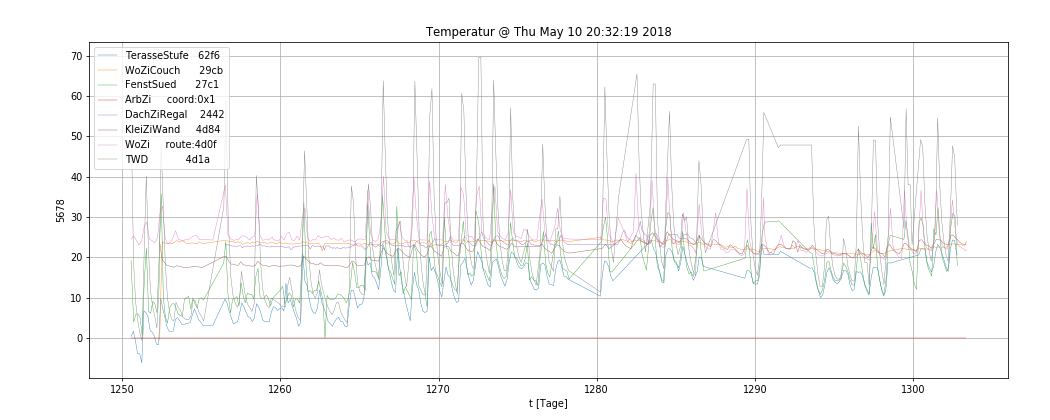 Temperatur @ Thu May 10 20:32:19 2018
70
60
50
40
30
20
10
0
5678
TerasseStufe 62f6
WoZiCouch 29cb
FenstSued 27c1
ArbZi coord:0x1
DachZiRegal 2442
KleiZiWand 4d84
WoZi route:4d0f
TWD 4d1a
1250 1260 1270 1280 1290 1300
t [Tage]